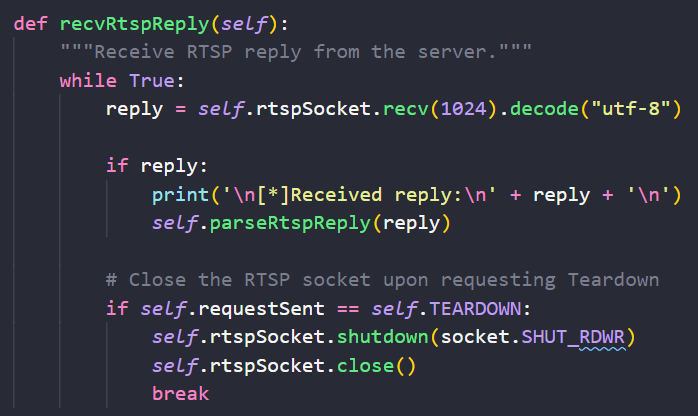 def recvRtspReply(self):
    """Receive RTSP reply from the server."""
    while True:
        reply = self.rtspSocket.recv(1024).decode("utf-8")

        if reply:
            print('\n[*]Received reply:\n' + reply + '\n')
            self.parseRtspReply(reply)

        # Close the RTSP socket upon requesting Teardown
        if self.requestSent == self.TEARDOWN:
            self.rtspSocket.shutdown(socket.SHUT_RDWR)
            self.rtspSocket.close()
            break